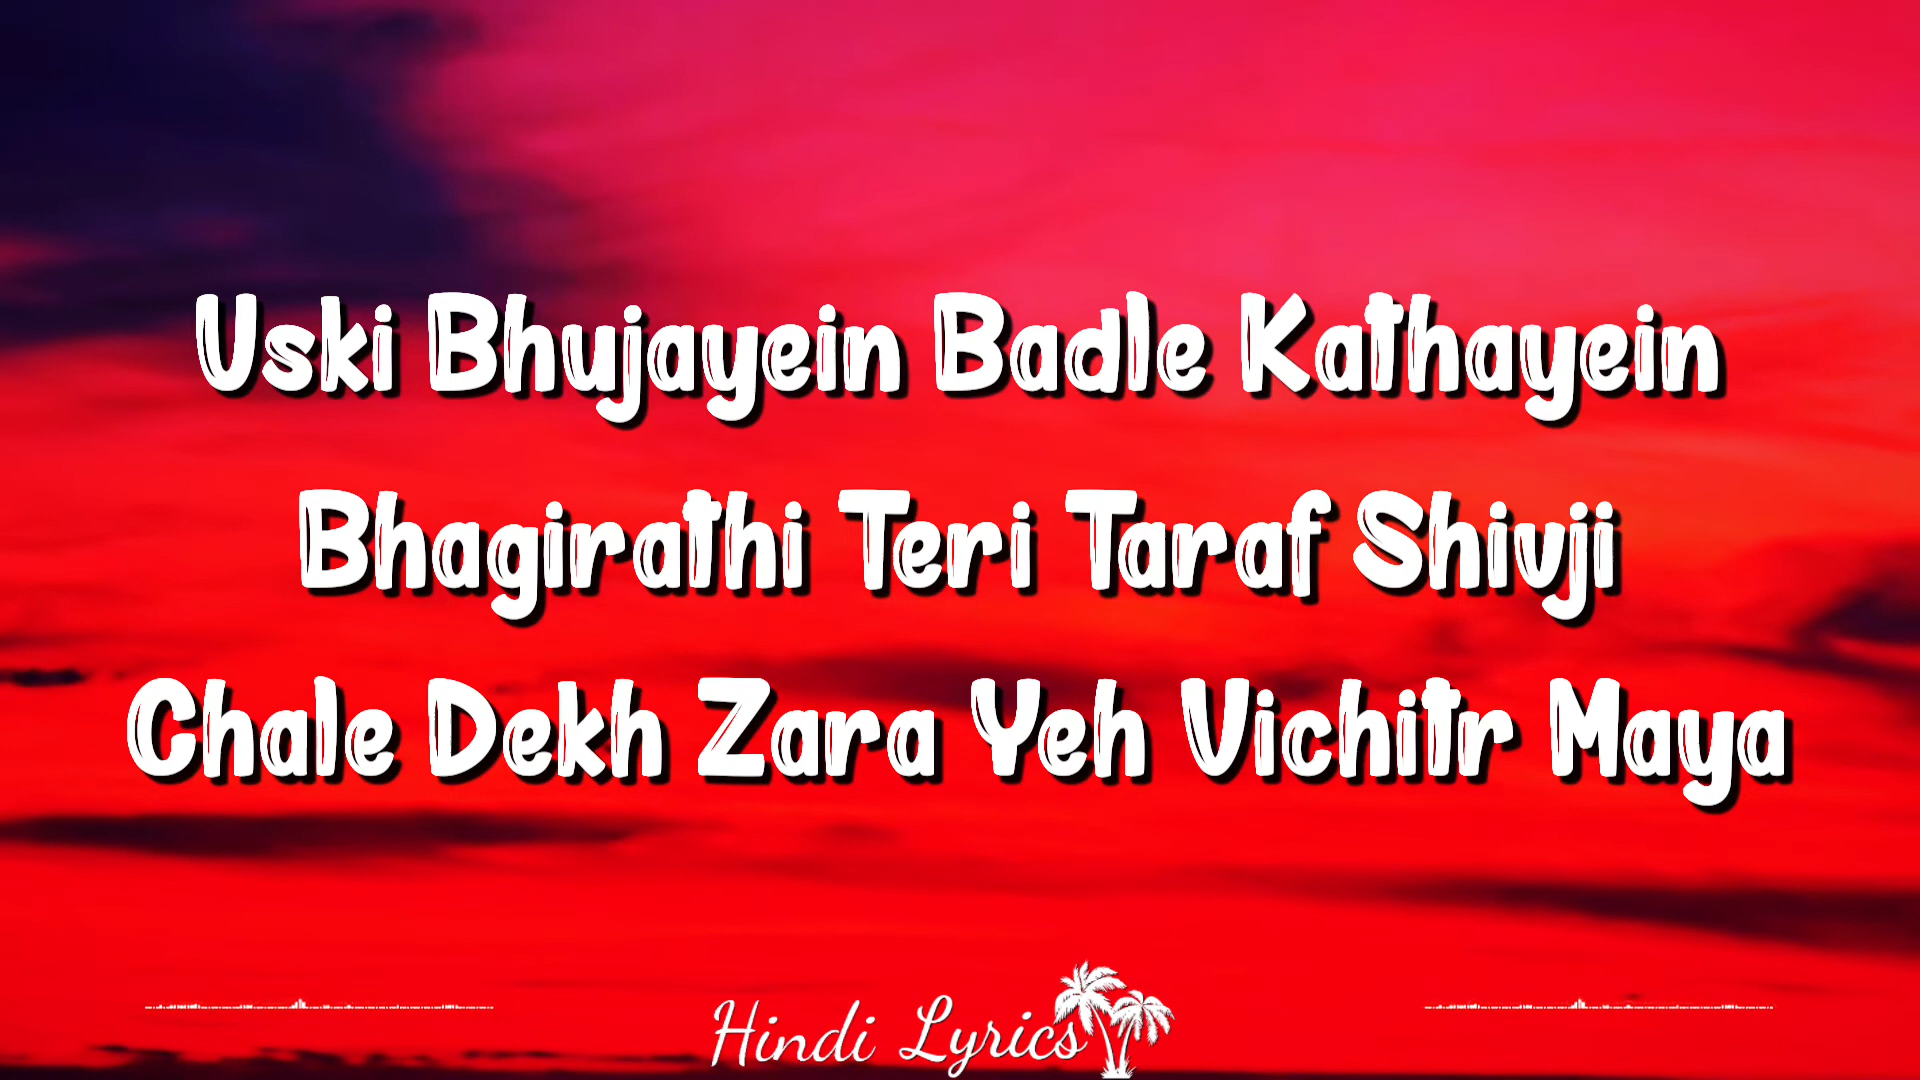 Uski Bhujayein Badle Kathayein
Bhagirathi Teri Taraf Shivji
Chale Dekh Zara Yeh Vichitr Maya
Hindi Lyrics